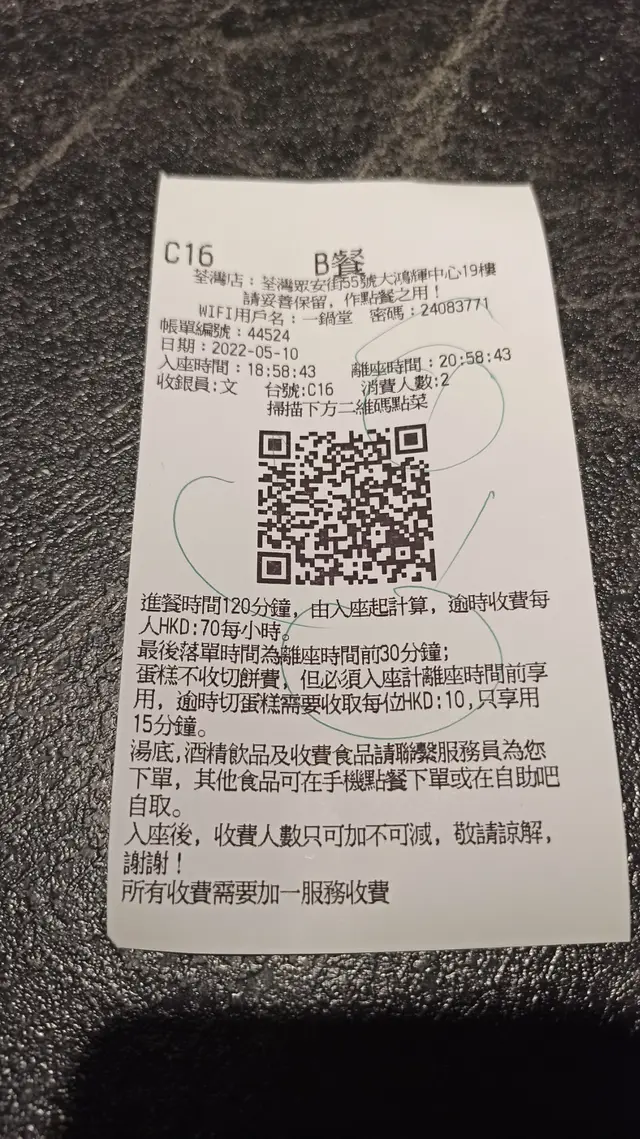 C16 B餐
荃灣店：荃灣眾安街55號大鴻輝中心19樓
請妥善保留，作點餐之用！
WIFI用戶名：一鍋堂 密碼：24083771
帳單編號：44524
日期：2022-05-10
入座時間：18:58:43 離座時間：20:58:43
收銀員:文 台號:C16 消費人數:2
掃描下方二維碼點菜
進餐時間120分鐘，由入座起計算，逾時收費每
人HKD:70每小時。
最後落單時間為離座時間前30分鐘；
蛋糕不收切餅費，但必須入座計離座時間前享
用，逾時切蛋糕需要收取每位HKD:10,只享用
15分鐘。
湯底,酒精飲品及收費食品請聯繫服務員為您
下單，其他食品可在手機點餐下單或在自助吧
自取。
入座後，收費人數只可加不可減，敬請諒解，
謝謝！
所有收費需要加一服務收費